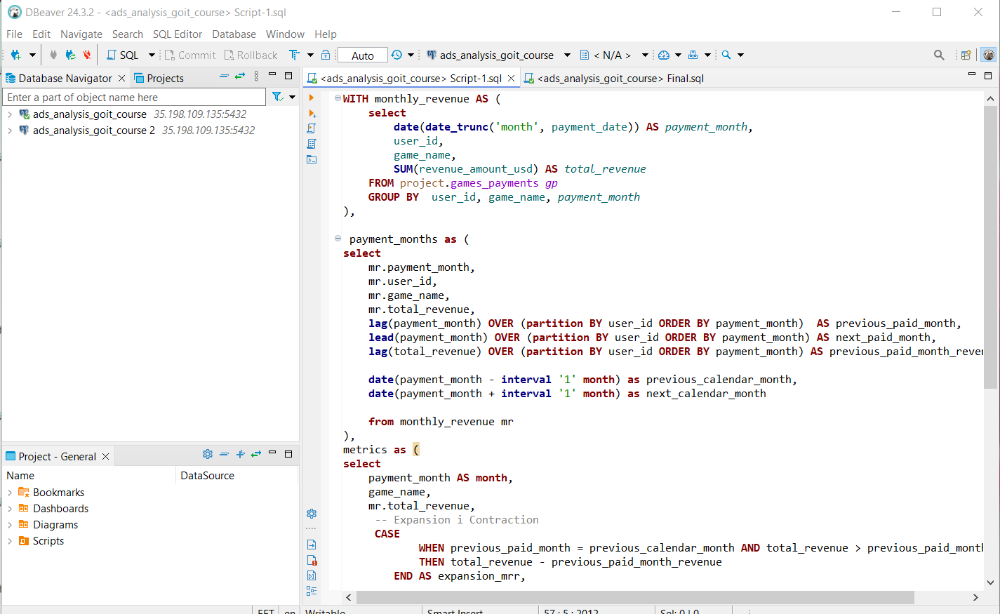 DBeaver 24.3.2 - <ads_analysis_goit_course> Script-1.sql
File Edit Navigate Search SQL Editor Database Window Help
SQL Commit Rollback Auto ads_analysis_goit_course < N/A >
Database Navigator Projects
Enter a part of object name here
ads_analysis_goit_course 35.198.109.135:5432
ads_analysis_goit_course 2 35.198.109.135:5432
Project - General
Name DataSource
Bookmarks
Dashboards
Diagrams
Scripts
<ads_analysis_goit_course> Script-1.sql <ads_analysis_goit_course> Final.sql
WITH monthly_revenue AS (
select
date(date_trunc('month', payment_date)) AS payment_month,
user_id,
game_name,
SUM(revenue_amount_usd) AS total_revenue
FROM project.games_payments gp
GROUP BY user_id, game_name, payment_month
),
payment_months as (
select
mr.payment_month,
mr.user_id,
mr.game_name,
mr.total_revenue,
lag(payment_month) OVER (partition BY user_id ORDER BY payment_month) AS previous_paid_month,
lead(payment_month) OVER (partition BY user_id ORDER BY payment_month) AS next_paid_month,
lag(total_revenue) OVER (partition BY user_id ORDER BY payment_month) AS previous_paid_month_rever
date(payment_month - interval '1' month) as previous_calendar_month,
date(payment_month + interval '1' month) as next_calendar_month
from monthly_revenue mr
),
metrics as (
select
payment_month AS month,
game_name,
mr.total_revenue,
-- Expansion i Contraction
CASE
WHEN previous_paid_month = previous_calendar_month AND total_revenue > previous_paid_month
THEN total_revenue - previous_paid_month_revenue
END AS expansion_mrr,
EET en Writable Smart Insert 57 : 5 : 2012 Sel: 0 | 0